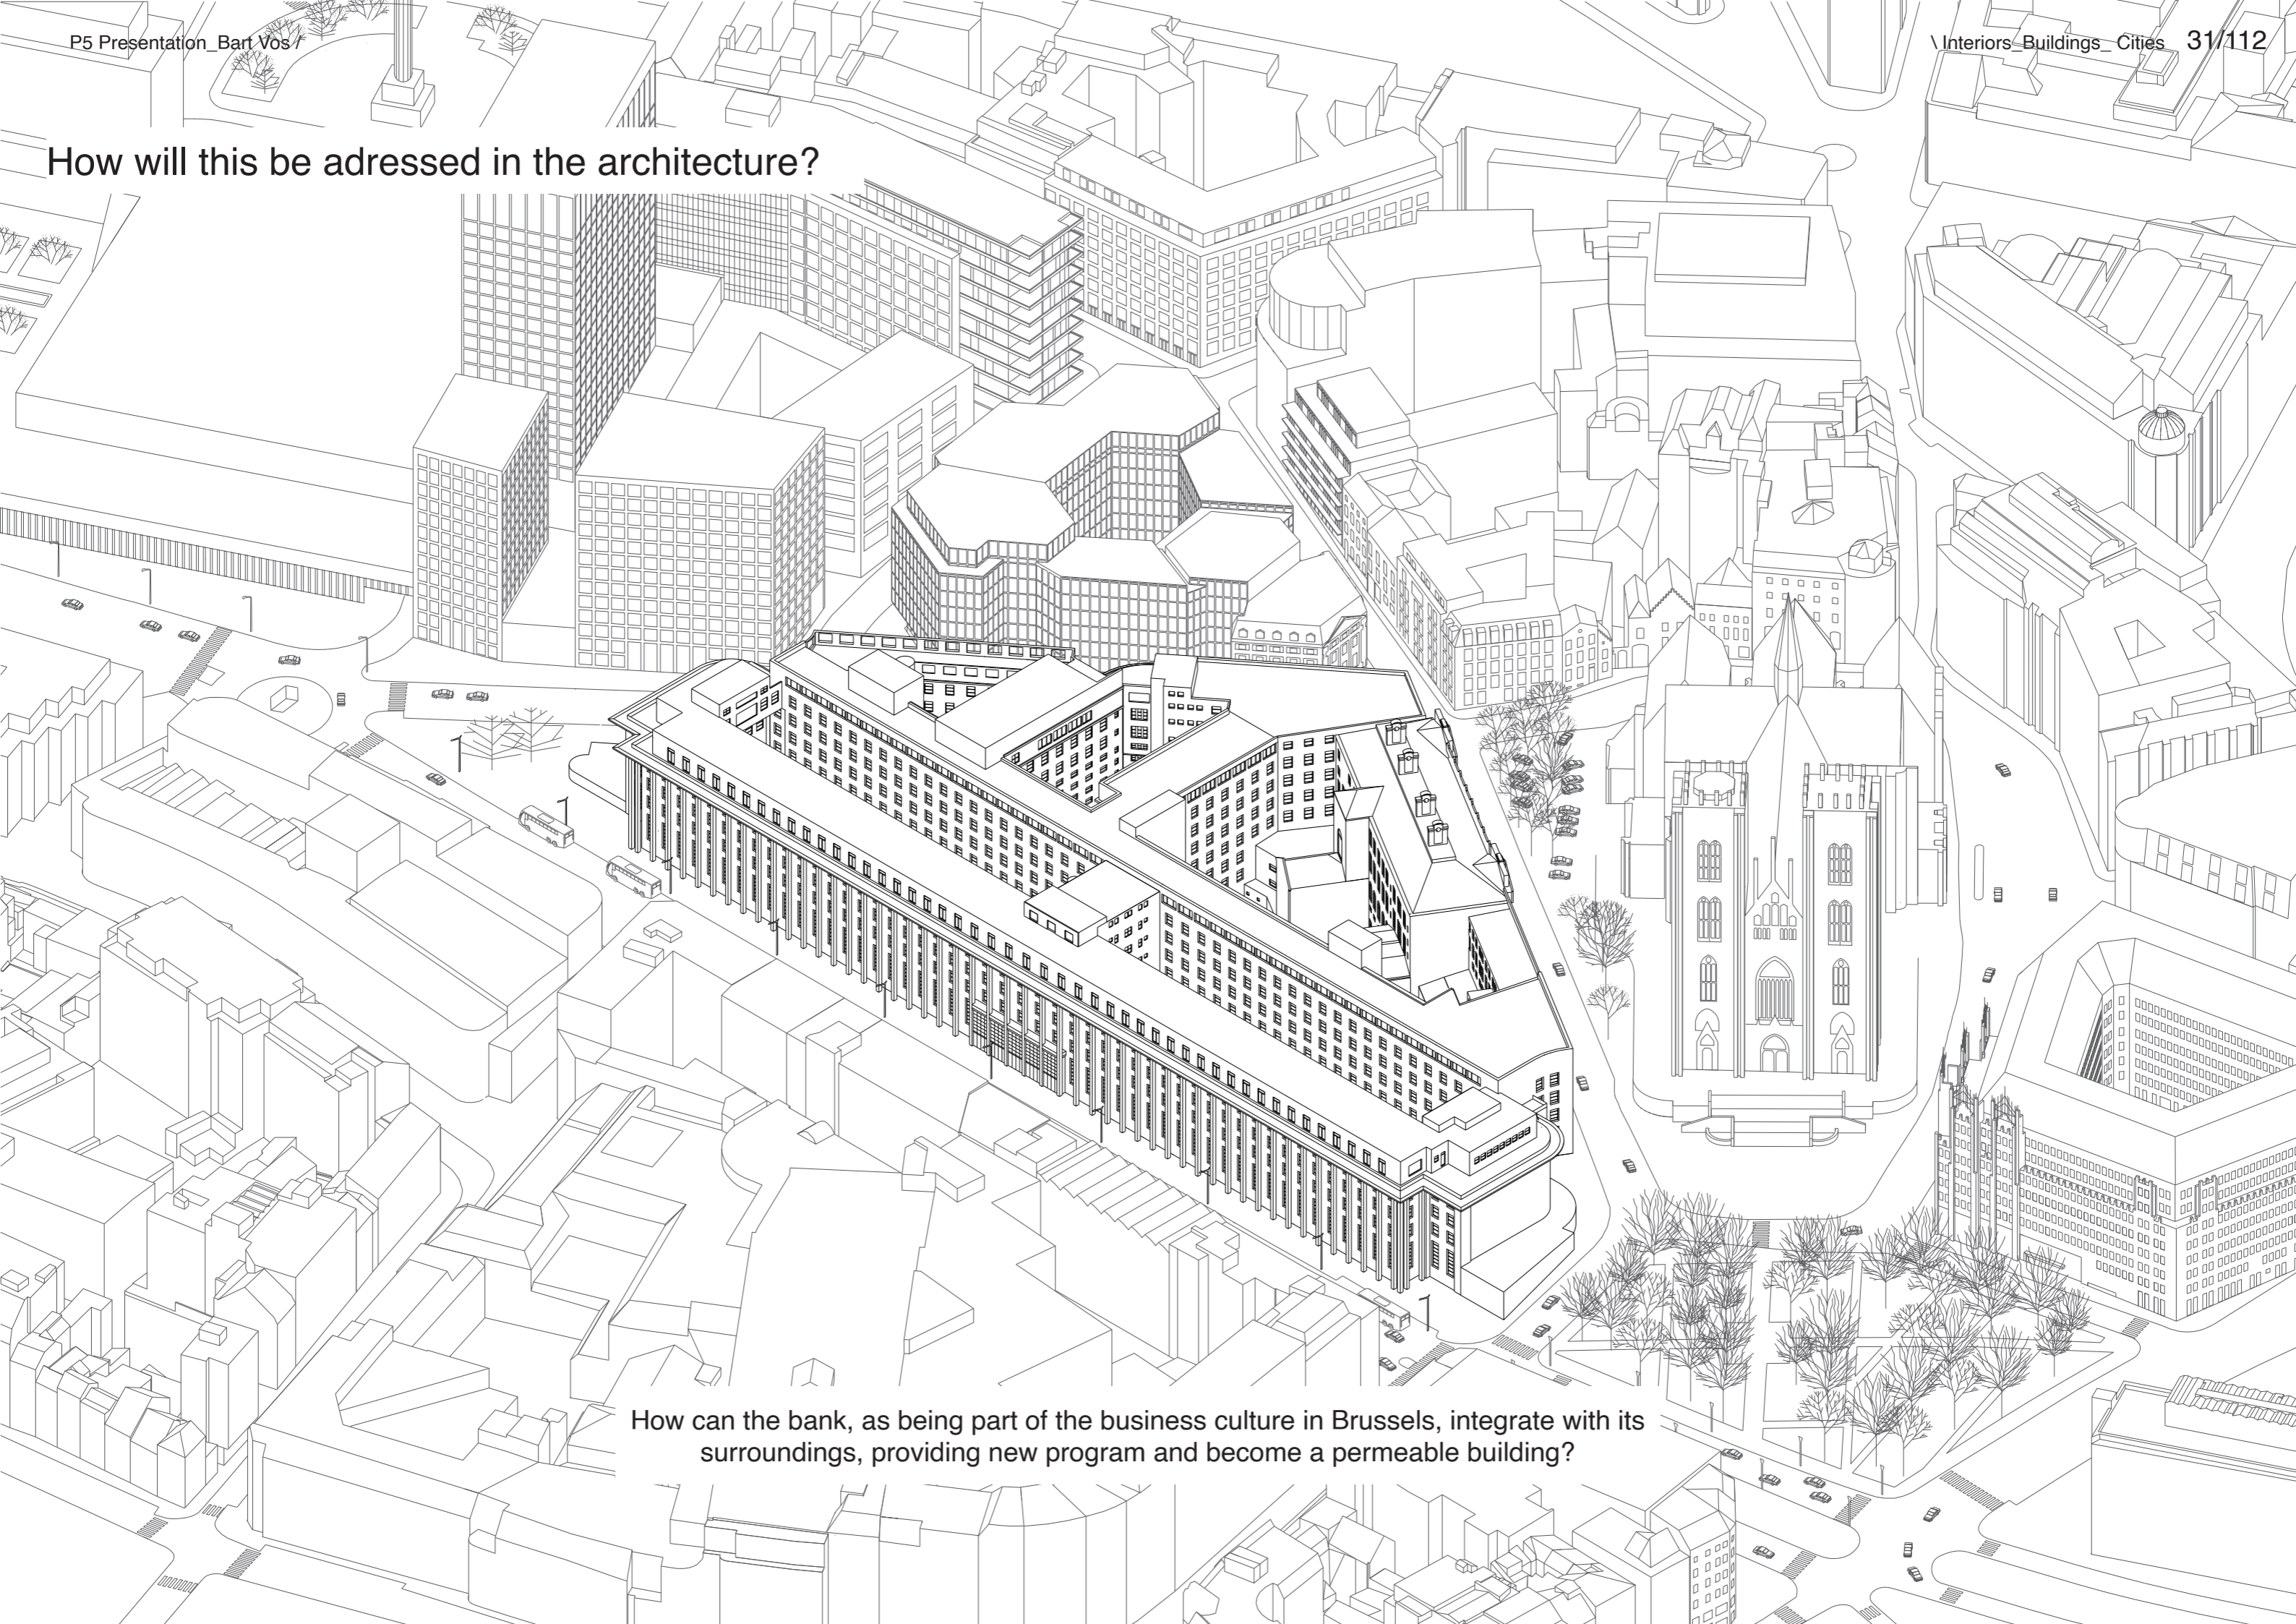 P5 Presentation_Bart Vos /
\ Interiors_Buildings_ Cities 31/112
How will this be adressed in the architecture?
How can the bank, as being part of the business culture in Brussels, integrate with its
surroundings, providing new program and become a permeable building?